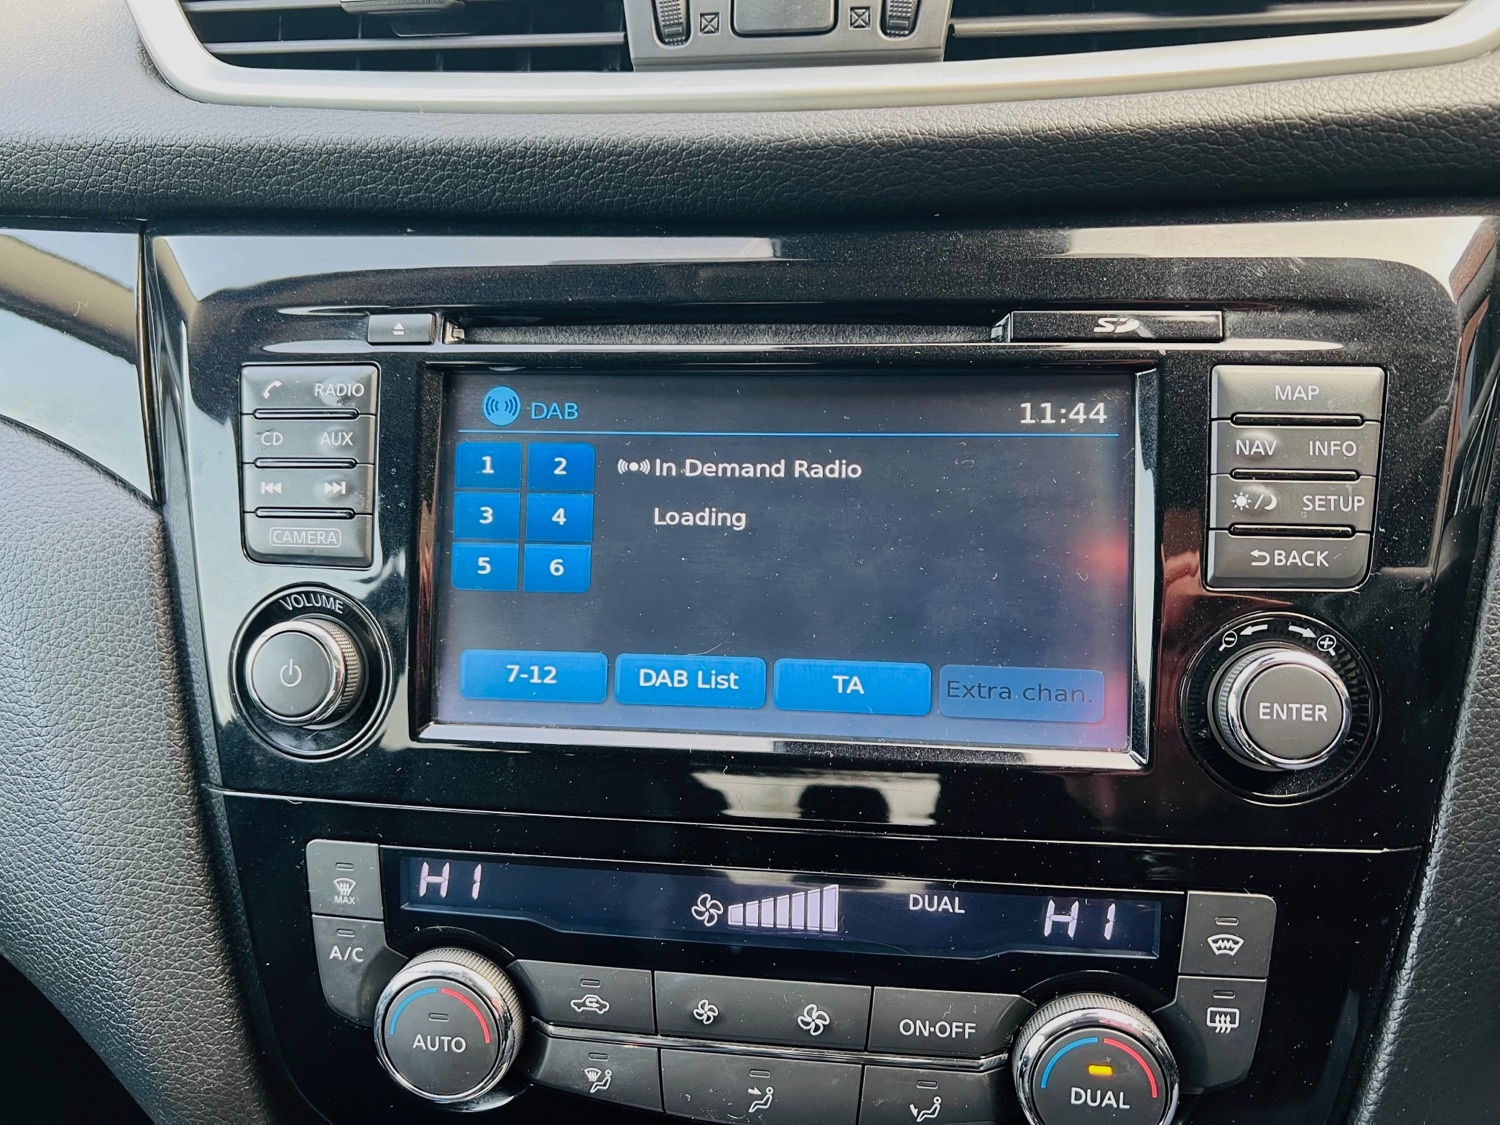 SD
RADIO
CD AUX
CAMERA
VOLUME
DAB 11:44
1 2
3 4
5 6
In Demand Radio
Loading
7-12 DAB List TA Extra chan.
MAP
NAV INFO
SETUP
BACK
ENTER
HI DUAL HI
MAX
A/C
AUTO
ON·OFF
DUAL